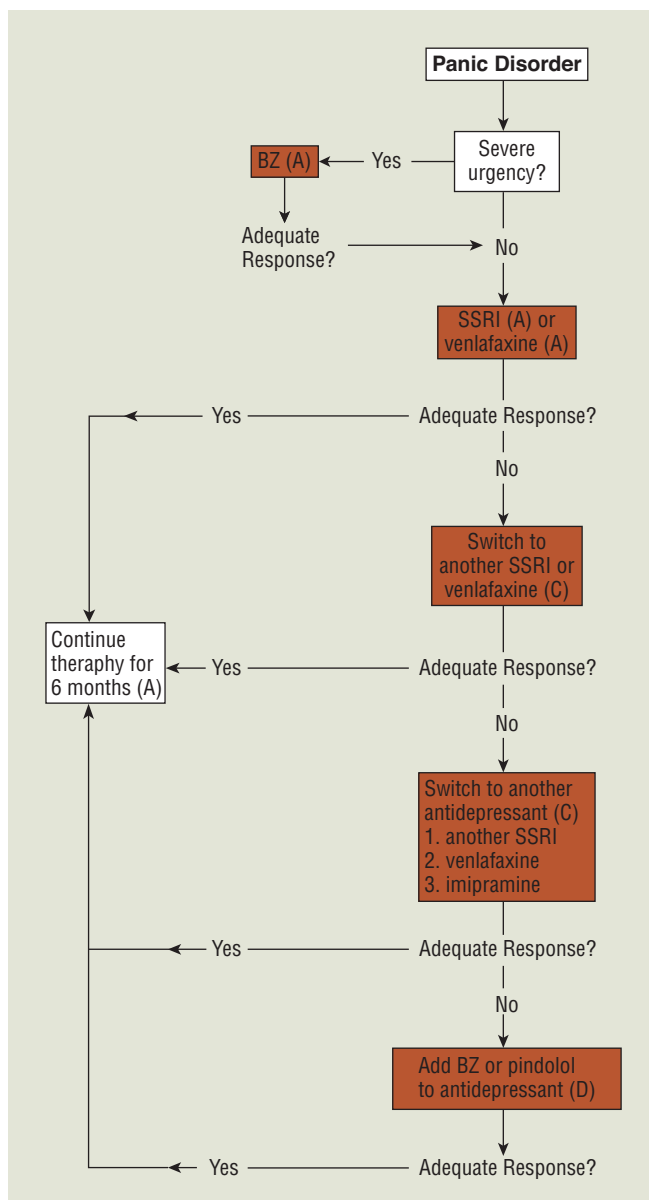 Panic Disorder
Severe
urgency?
Yes
BZ (A)
Adequate
Response?
No
SSRI (A) or
venlafaxine (A)
Adequate Response?
Yes
No
Switch to
another SSRI or
venlafaxine (C)
Continue
theraphy for
6 months (A)
Yes
Adequate Response?
No
Switch to another
antidepressant (C)
1. another SSRI
2. venlafaxine
3. imipramine
Yes
Adequate Response?
No
Add BZ or pindolol
to antidepressant (D)
Yes
Adequate Response?